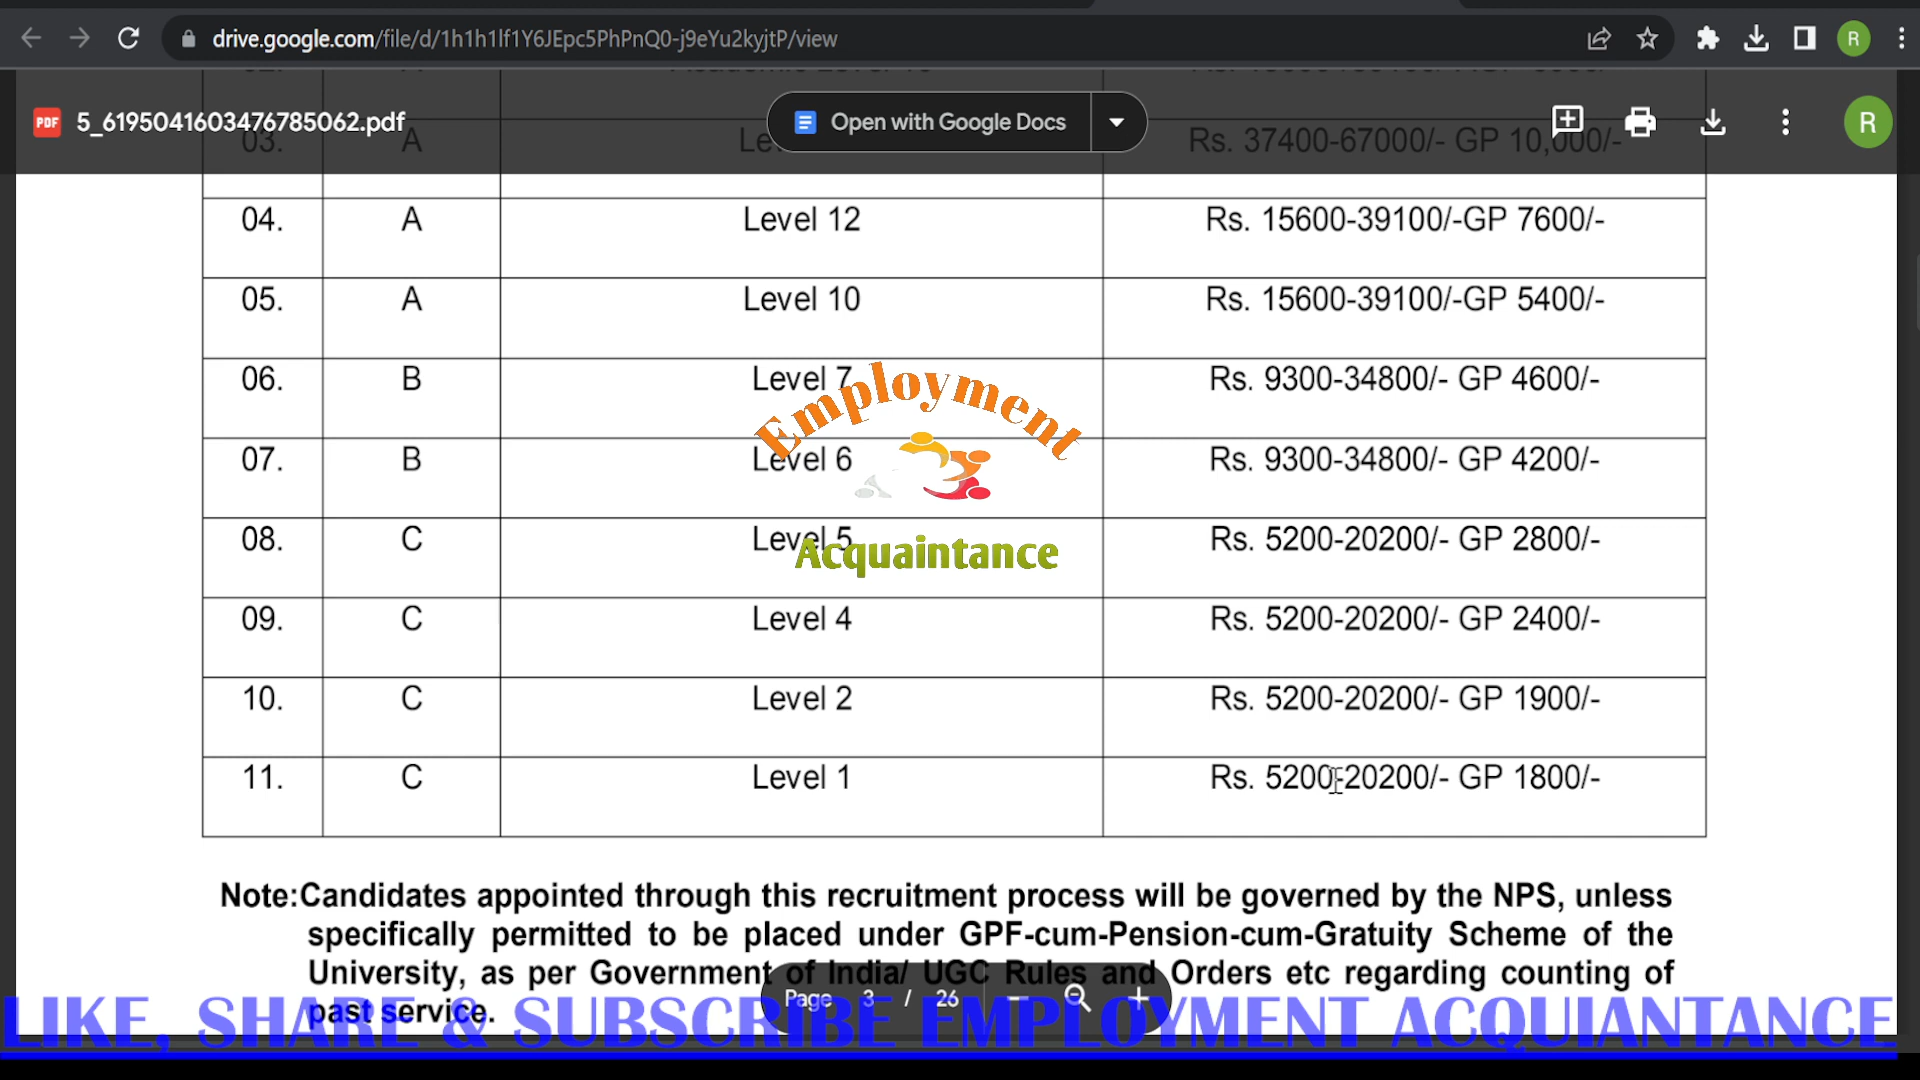 drive.google.com/file/d/1h1h1lf1Y6JEpc5PhPnQ0-j9eYu2kyjtP/view
R
PDF 5_6195041603476785062.pdf
Open with Google Docs
R
03. A Le Rs. 37400-67000/- GP 10,000/-
04. A Level 12 Rs. 15600-39100/-GP 7600/-
05. A Level 10 Rs. 15600-39100/-GP 5400/-
06. B Level 7 Rs. 9300-34800/- GP 4600/-
Employment
07. B Level 6 Rs. 9300-34800/- GP 4200/-
08. C Level 5 Rs. 5200-20200/- GP 2800/-
Acquaintance
09. C Level 4 Rs. 5200-20200/- GP 2400/-
10. C Level 2 Rs. 5200-20200/- GP 1900/-
11. C Level 1 Rs. 5200-20200/- GP 1800/-
Note:Candidates appointed through this recruitment process will be governed by the NPS, unless
specifically permitted to be placed under GPF-cum-Pension-cum-Gratuity Scheme of the
University, as per Government of India/ UGC Rules and Orders etc regarding counting of
past service.
Page 3 / 26
LIKE, SHARE & SUBSCRIBE EMPLOYMENT ACQUIANTANCE